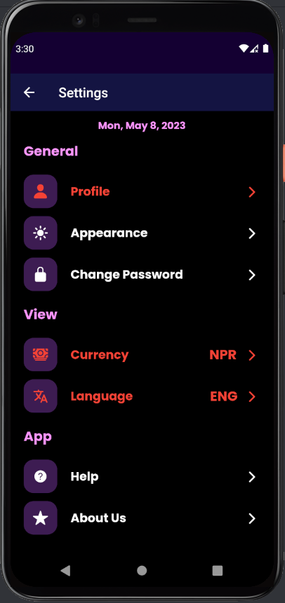 3:30
Settings
Mon, May 8, 2023
General
Profile
Appearance
Change Password
View
Currency NPR
Language ENG
App
Help
About Us